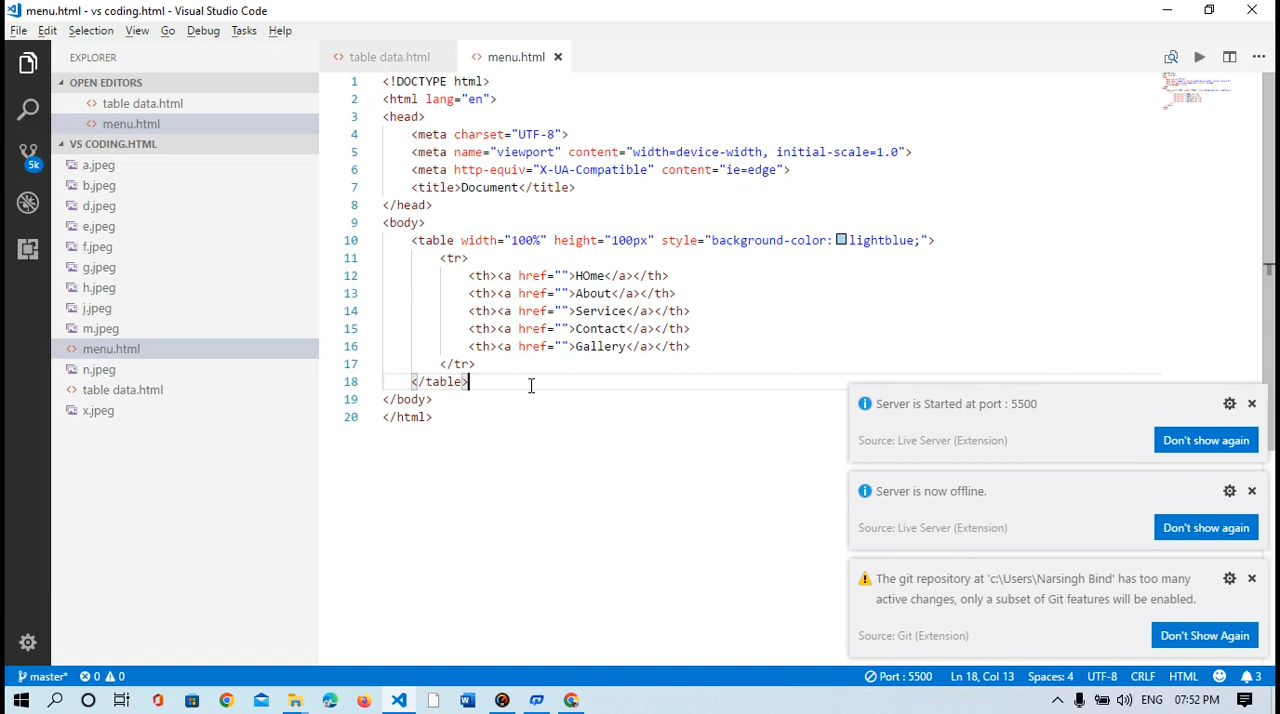 menu.html - vs coding.html - Visual Studio Code
File Edit Selection View Go Debug Tasks Help
EXPLORER
OPEN EDITORS
table data.html
menu.html
VS CODING.HTML
a.jpeg
b.jpeg
d.jpeg
e.jpeg
f.jpeg
g.jpeg
h.jpeg
j.jpeg
m.jpeg
menu.html
n.jpeg
table data.html
x.jpeg
5k
table data.html menu.html
1 <!DOCTYPE html>
2 <html lang="en">
3 <head>
4 <meta charset="UTF-8">
5 <meta name="viewport" content="width=device-width, initial-scale=1.0">
6 <meta http-equiv="X-UA-Compatible" content="ie=edge">
7 <title>Document</title>
8 </head>
9 <body>
10 <table width="100%" height="100px" style="background-color: lightblue;">
11 <tr>
12 <th><a href="">HOme</a></th>
13 <th><a href="">About</a></th>
14 <th><a href="">Service</a></th>
15 <th><a href="">Contact</a></th>
16 <th><a href="">Gallery</a></th>
17 </tr>
18 </table>
19 </body>
20 </html>
Server is Started at port : 5500
Source: Live Server (Extension) Don't show again
Server is now offline.
Source: Live Server (Extension) Don't show again
The git repository at 'c:\Users\Narsingh Bind' has too many
active changes, only a subset of Git features will be enabled.
Source: Git (Extension) Don't Show Again
master* 0 0 Port : 5500 Ln 18, Col 13 Spaces: 4 UTF-8 CRLF HTML 3
ENG 07:52 PM